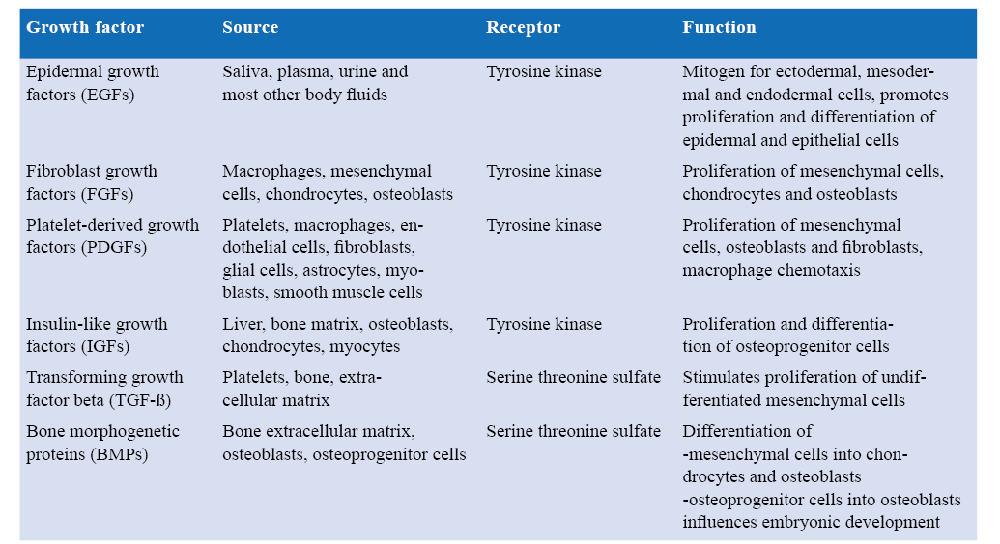 Growth factor Source Receptor Function
Epidermal growth Saliva, plasma, urine and Tyrosine kinase Mitogen for ectodermal, mesoder-
factors (EGFs) most other body fluids mal and endodermal cells, promotes
proliferation and differentiation of
epidermal and epithelial cells
Fibroblast growth Macrophages, mesenchymal Tyrosine kinase Proliferation of mesenchymal cells,
factors (FGFs) cells, chondrocytes, osteoblasts chondrocytes and osteoblasts
Platelet-derived growth Platelets, macrophages, en- Tyrosine kinase Proliferation of mesenchymal
factors (PDGFs) dothelial cells, fibroblasts, cells, osteoblasts and fibroblasts,
glial cells, astrocytes, myo- macrophage chemotaxis
blasts, smooth muscle cells
Insulin-like growth Liver, bone matrix, osteoblasts, Tyrosine kinase Proliferation and differentia-
factors (IGFs) chondrocytes, myocytes tion of osteoprogenitor cells
Transforming growth Platelets, bone, extra- Serine threonine sulfate Stimulates proliferation of undif-
factor beta (TGF-ß) cellular matrix ferentiated mesenchymal cells
Bone morphogenetic Bone extracellular matrix, Serine threonine sulfate Differentiation of
proteins (BMPs) osteoblasts, osteoprogenitor cells -mesenchymal cells into chon-
drocytes and osteoblasts
-osteoprogenitor cells into osteoblasts
influences embryonic development